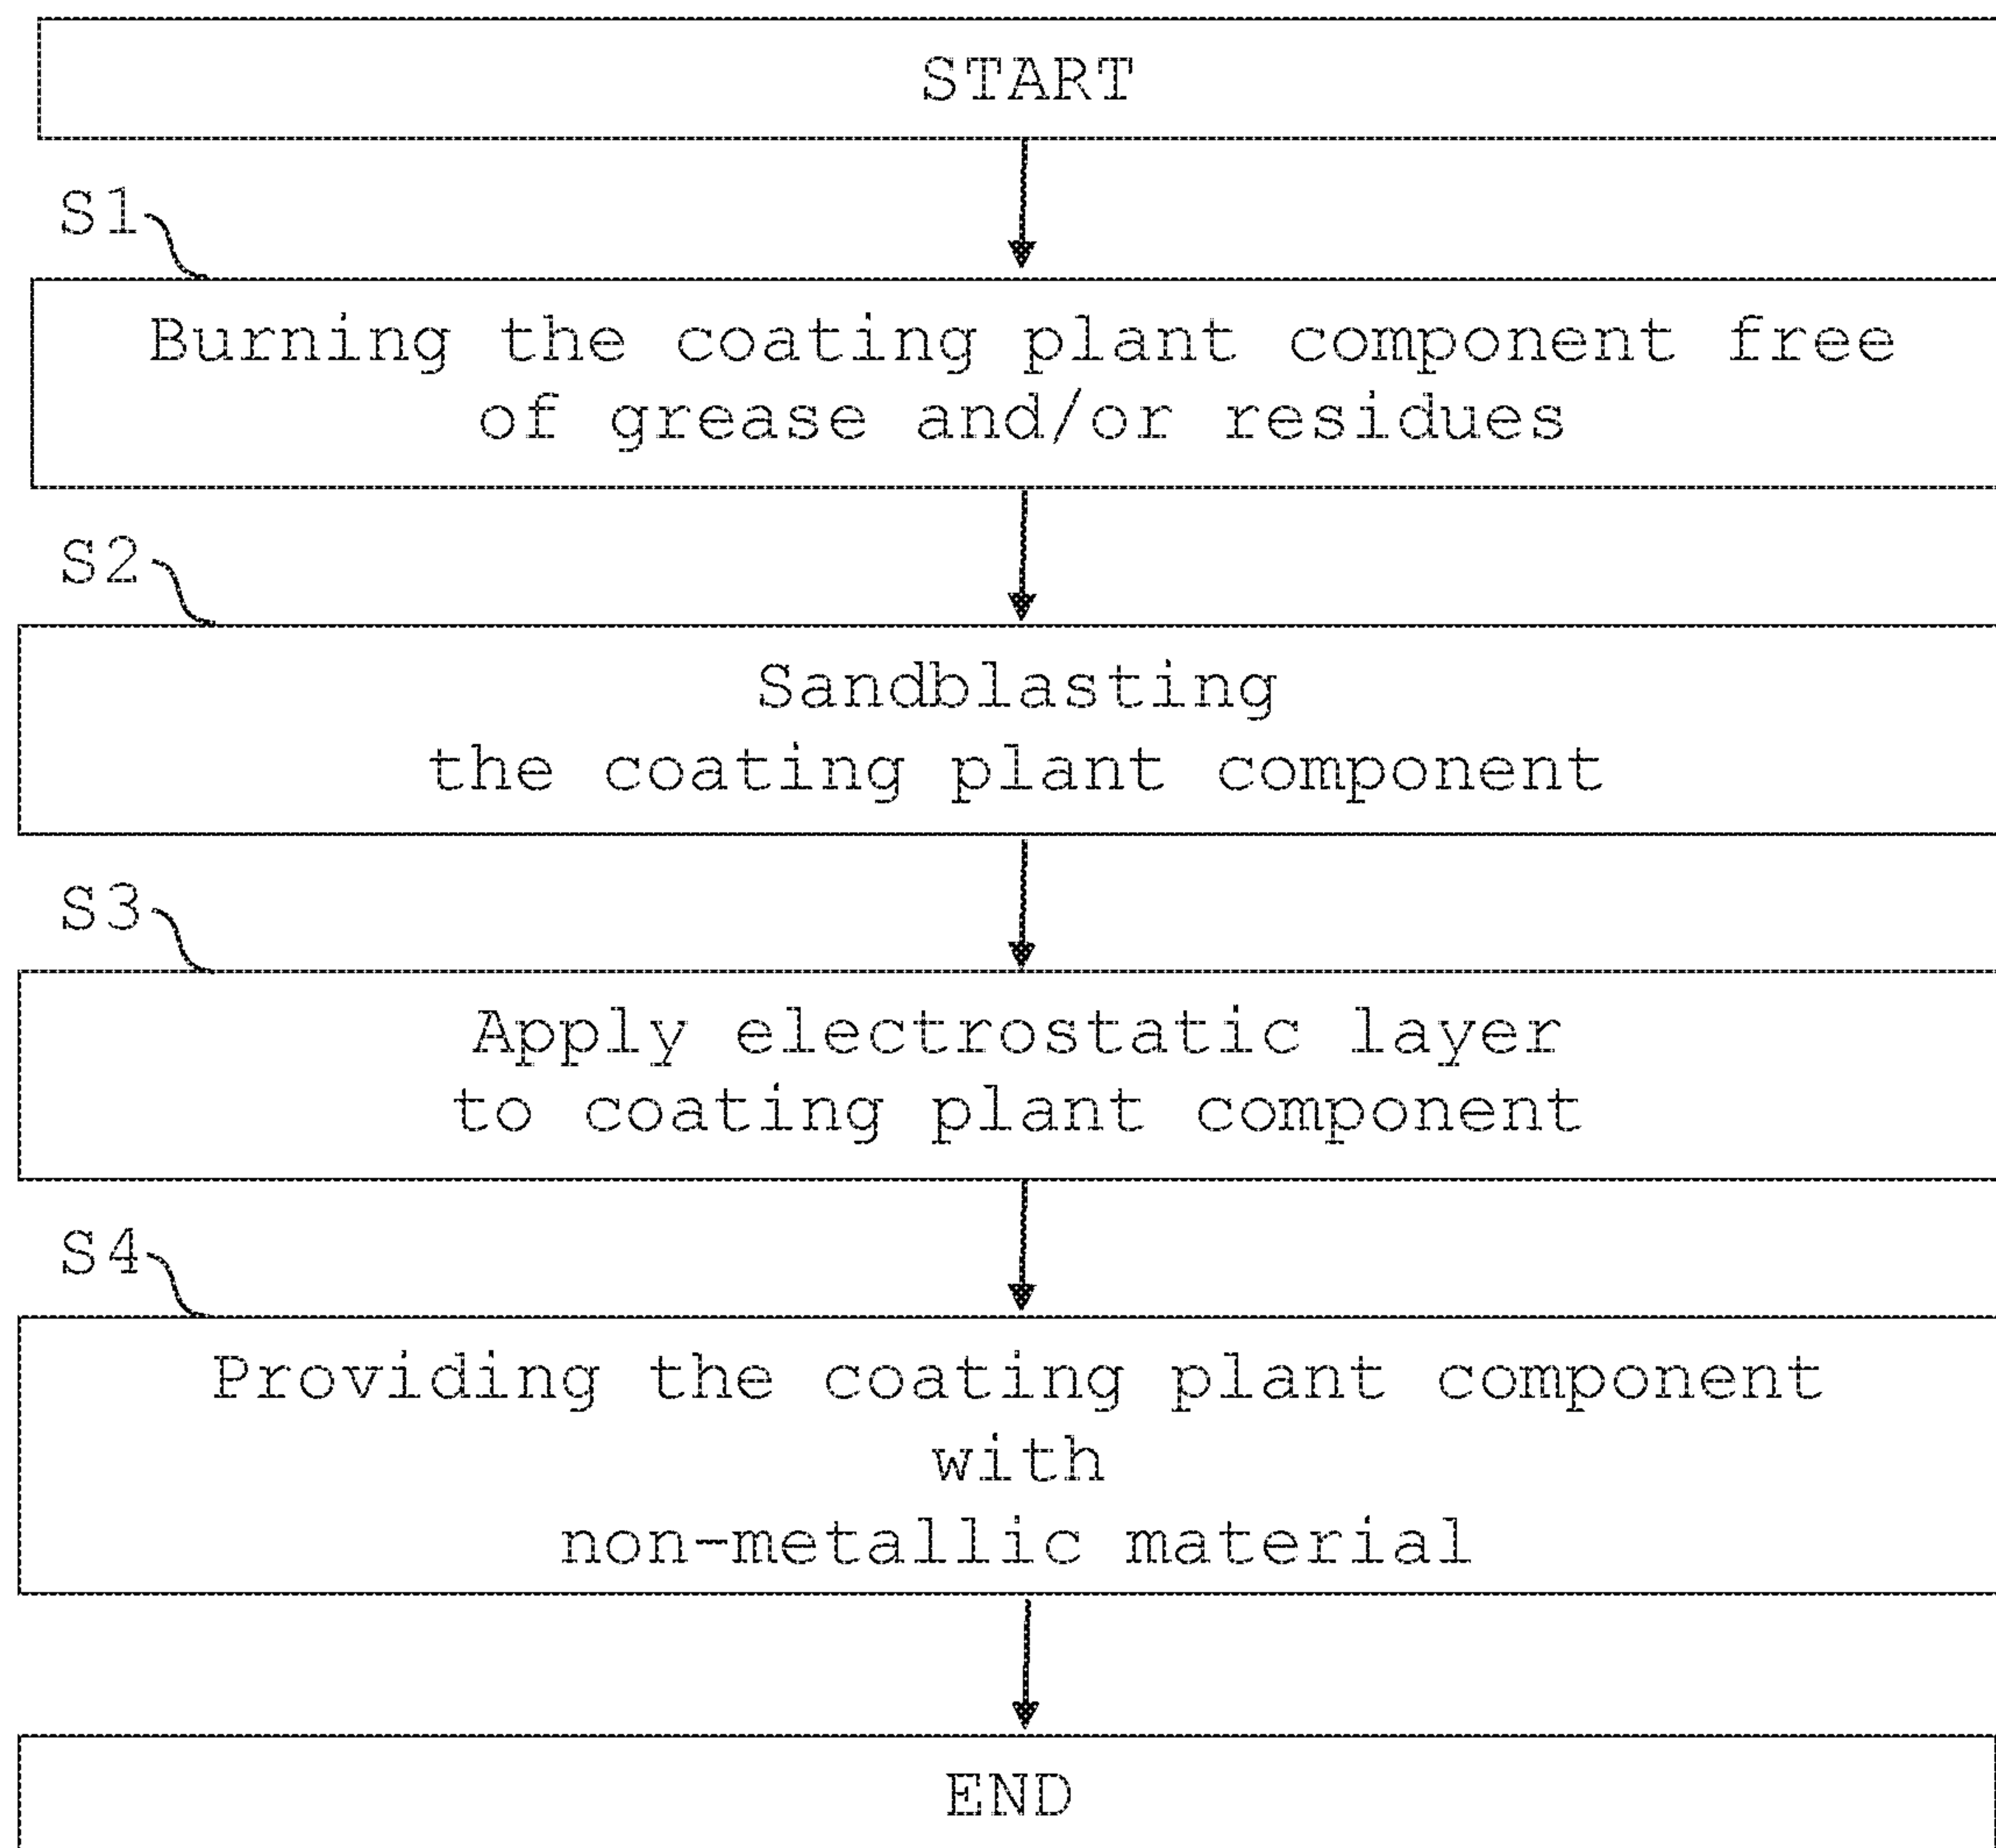 START
S1
Burning the coating plant component free
of grease and/or residues
S2
Sandblasting
the coating plant component
S3
Apply electrostatic layer
to coating plant component
S4
Providing the coating plant component
with
non-metallic material
END